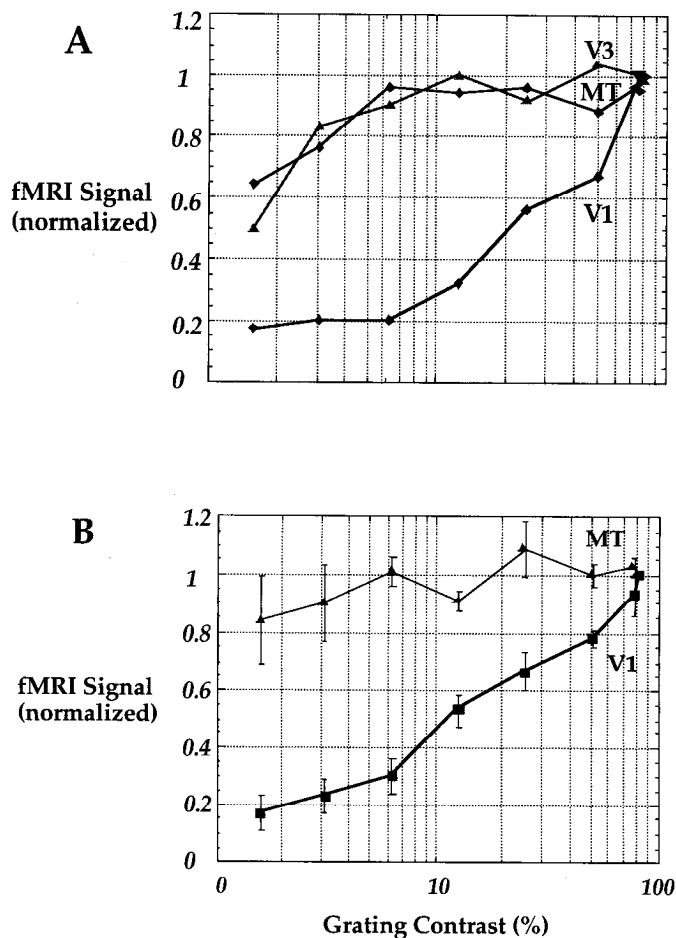 A
1.2
1
0.8
0.6
0.4
0.2
0
fMRI Signal
(normalized)
V3
MT
V1
B
1.2
1
0.8
0.6
0.4
0.2
0
fMRI Signal
(normalized)
MT
V1
0 10 100
Grating Contrast (%)